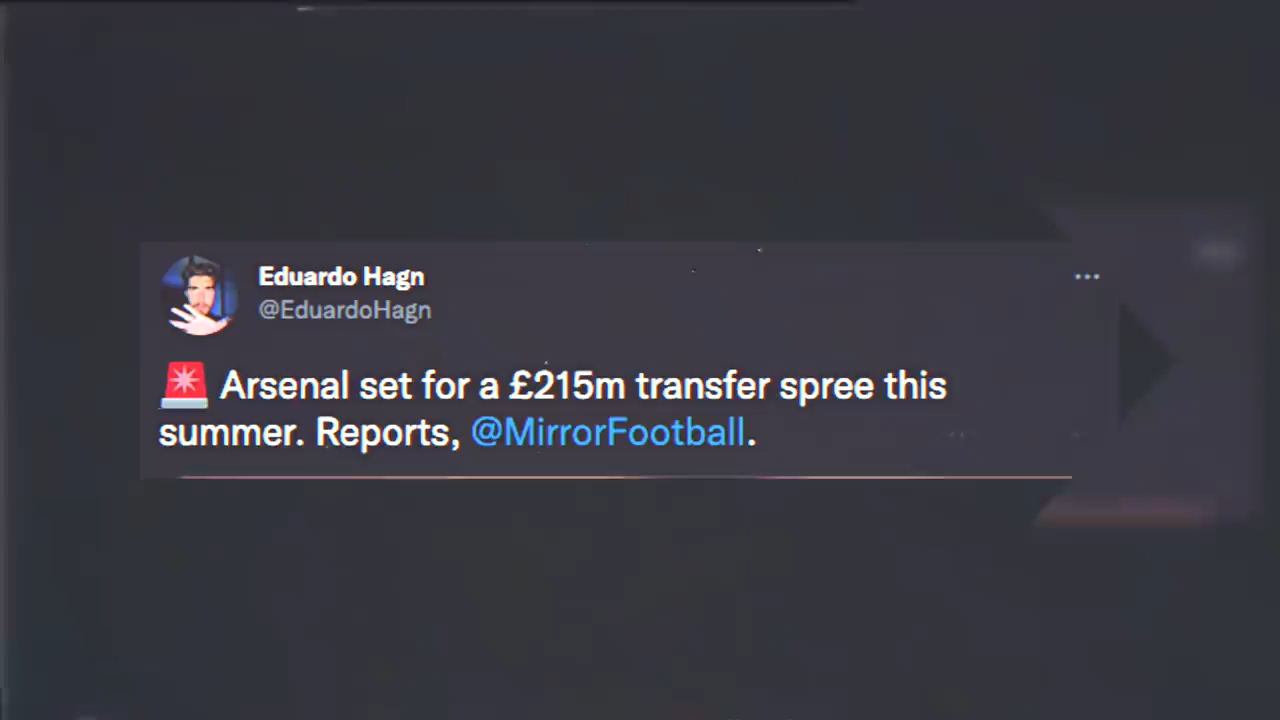 Eduardo Hagn
@EduardoHagn
🚨 Arsenal set for a £215m transfer spree this
summer. Reports, @MirrorFootball.